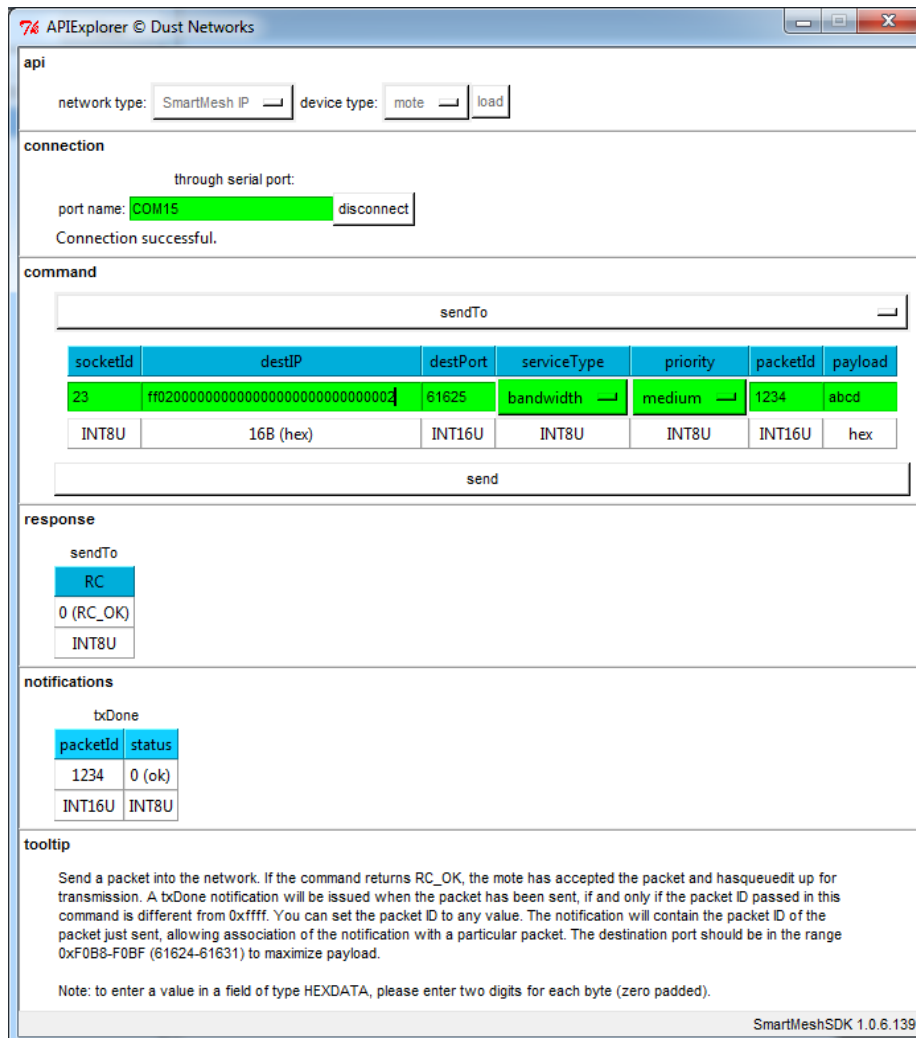 APIExplorer © Dust Networks
api
network type: SmartMesh IP device type: mote load
connection
through serial port:
port name: COM15 disconnect
Connection successful.
command
sendTo
socketId destIP destPort serviceType priority packetId payload
23 ff020000000000000000000000000002 61625 bandwidth medium 1234 abcd
INT8U 16B (hex) INT16U INT8U INT8U INT16U hex
send
response
sendTo
RC
0 (RC_OK)
INT8U
notifications
txDone
packetId status
1234 0 (ok)
INT16U INT8U
tooltip
Send a packet into the network. If the command returns RC_OK, the mote has accepted the packet and hasqueuedit up for
transmission. A txDone notification will be issued when the packet has been sent, if and only if the packet ID passed in this
command is different from 0xffff. You can set the packet ID to any value. The notification will contain the packet ID of the
packet just sent, allowing association of the notification with a particular packet. The destination port should be in the range
0xF0B8-F0BF (61624-61631) to maximize payload.
Note: to enter a value in a field of type HEXDATA, please enter two digits for each byte (zero padded).
SmartMeshSDK 1.0.6.139